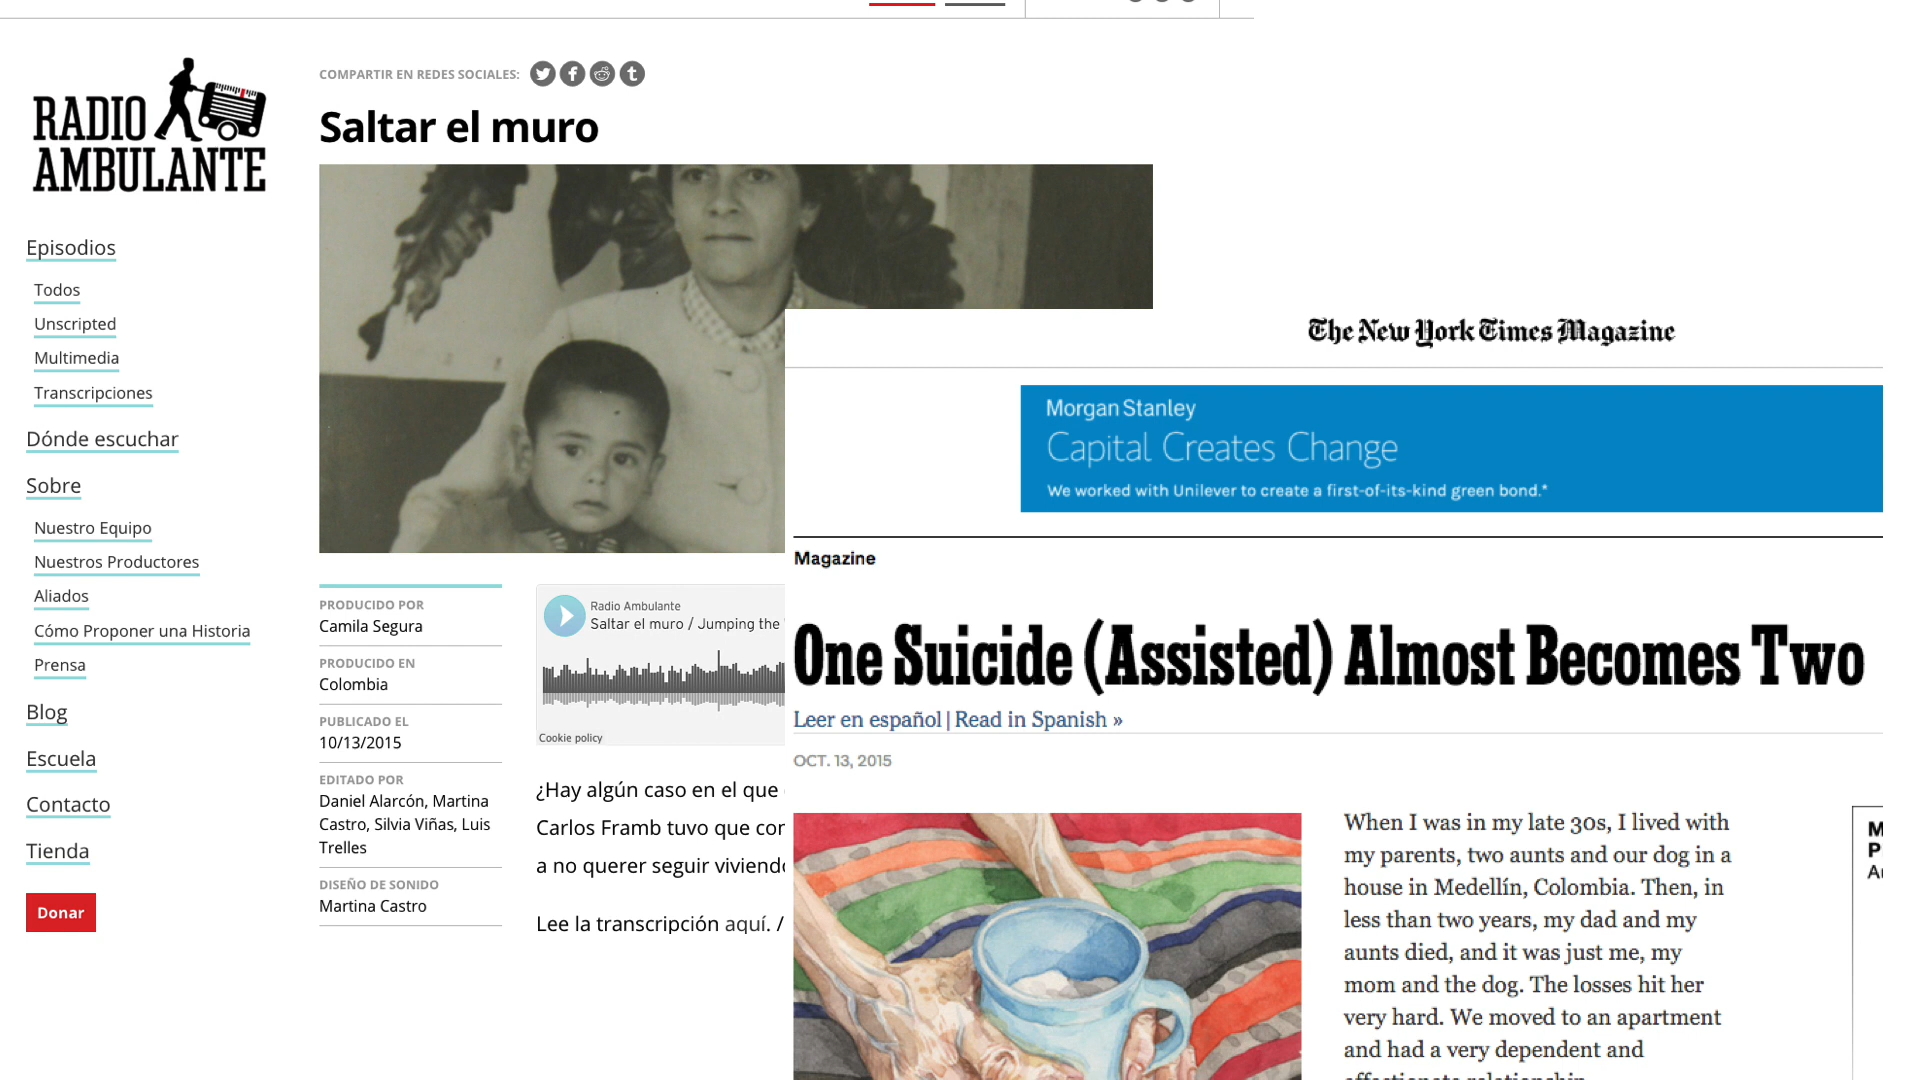 RADIO
AMBULANTE
Episodios
Todos
Unscripted
Multimedia
Transcripciones
Dónde escuchar
Sobre
Nuestro Equipo
Nuestros Productores
Aliados
Cómo Proponer una Historia
Prensa
Blog
Escuela
Contacto
Tienda
Donar
COMPARTIR EN REDES SOCIALES:
Saltar el muro
PRODUCIDO POR
Camila Segura
PRODUCIDO EN
Colombia
PUBLICADO EL
10/13/2015
EDITADO POR
Daniel Alarcón, Martina
Castro, Silvia Viñas, Luis
Trelles
DISEÑO DE SONIDO
Martina Castro
Radio Ambulante
Saltar el muro / Jumping the
Cookie policy
¿Hay algún caso en el que
Carlos Framb tuvo que
a no querer seguir
Lee la transcripción aquí. /
The New York Times Magazine
Morgan Stanley
Capital Creates Change
We worked with Unilever to create a first-of-its-kind green bond.*
Magazine
One Suicide (Assisted) Almost Becomes Two
Leer en español | Read in Spanish »
OCT. 13, 2015
When I was in my late 30s, I lived with
my parents, two aunts and our dog in a
house in Medellín, Colombia. Then, in
less than two years, my dad and my
aunts died, and it was just me, my
mom and the dog. The losses hit her
very hard. We moved to an apartment
and had a very dependent and